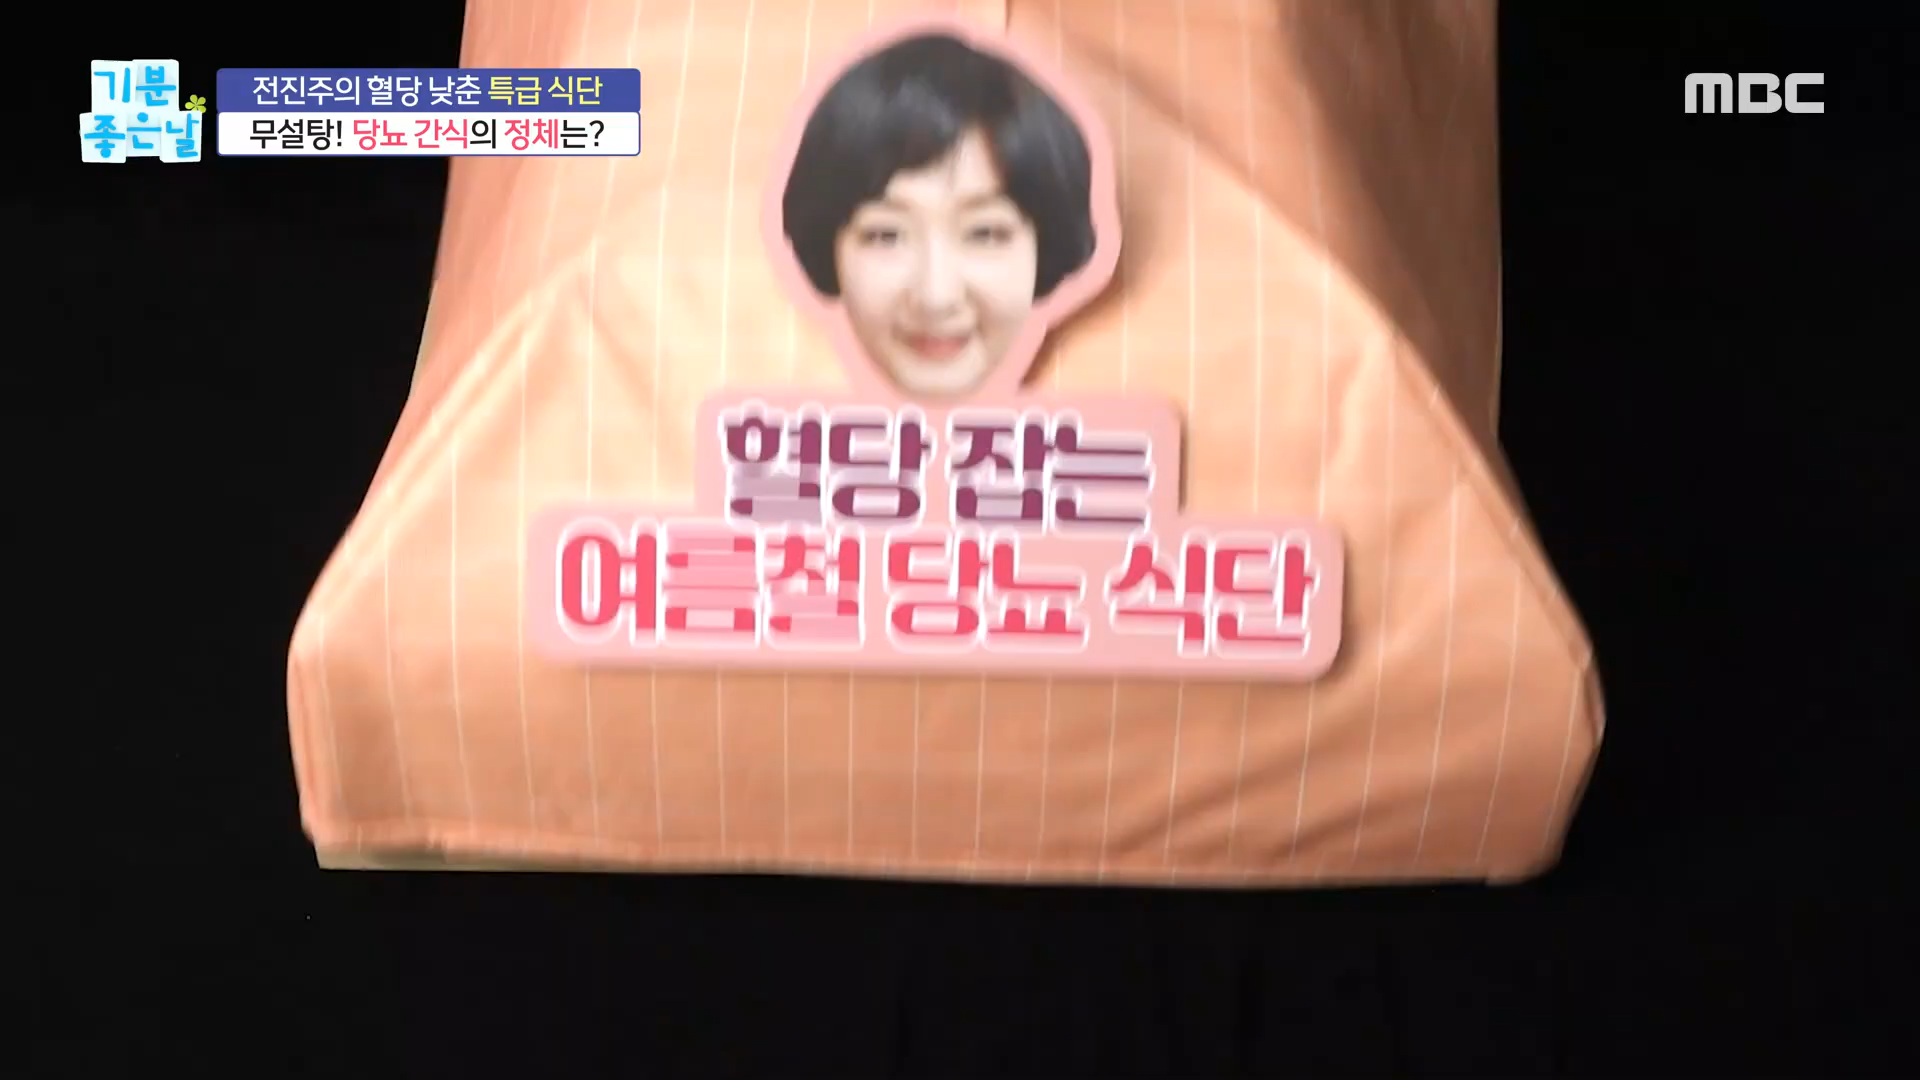 기분
좋은날
전진주의 혈당 낮춘 특급 식단
무설탕! 당뇨 간식의 정체는?
MBC
혈당 잡는
여름철 당뇨 식단